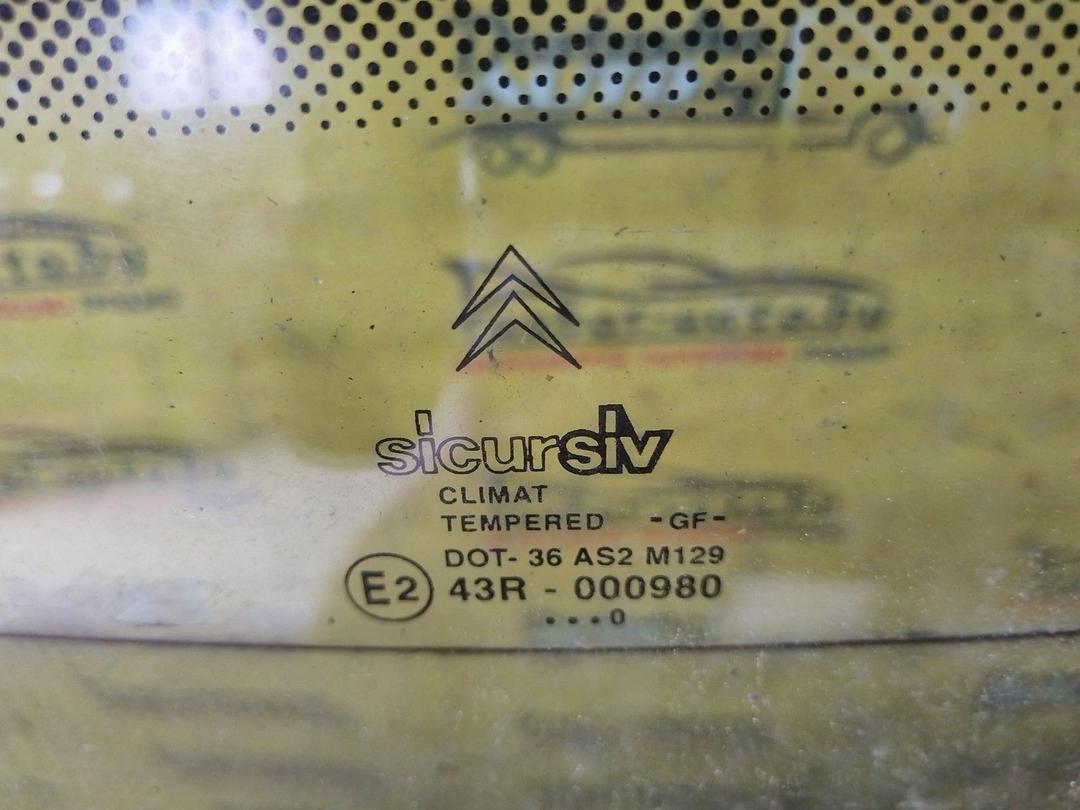 sicursiv
CLIMAT
TEMPERED -GF-
DOT- 36 AS2 M129
E2 43R - 000980
...0